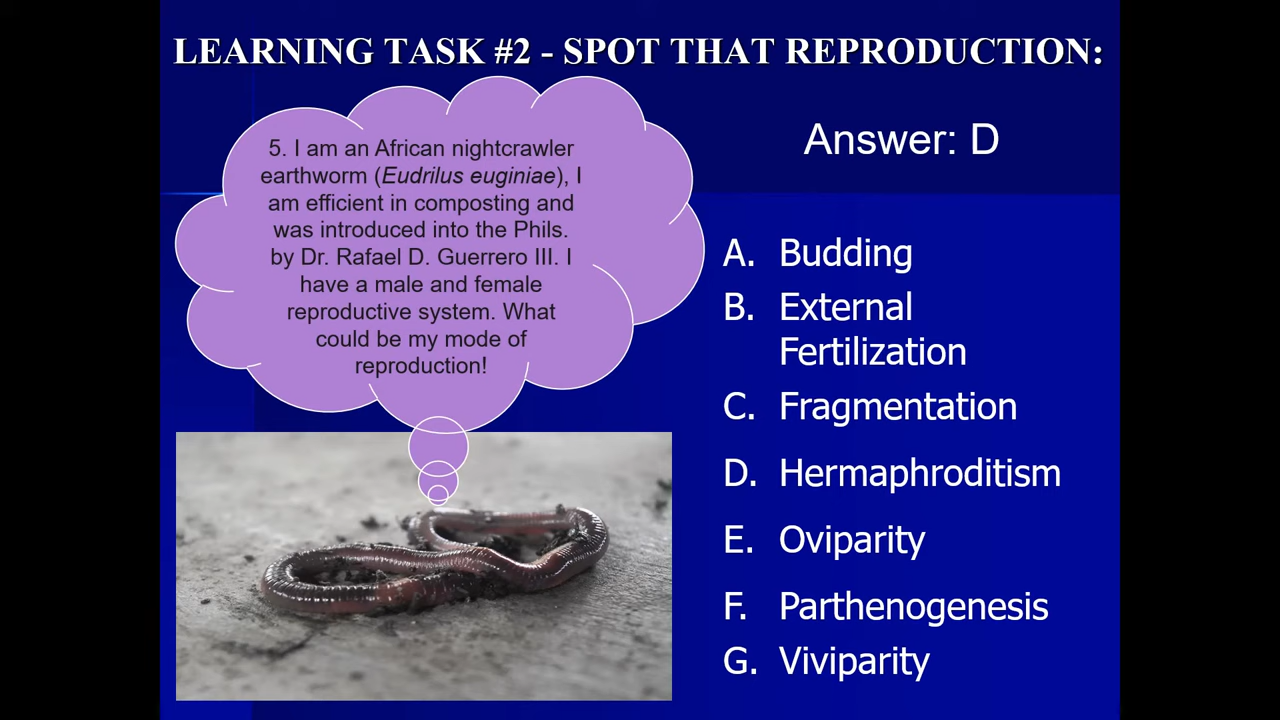 LEARNING TASK #2 - SPOT THAT REPRODUCTION:
5. I am an African nightcrawler
earthworm (Eudrilus euginiae), I
am efficient in composting and
was introduced into the Phils.
by Dr. Rafael D. Guerrero III. I
have a male and female
reproductive system. What
could be my mode of
reproduction!
Answer: D
A. Budding
B. External
Fertilization
C. Fragmentation
D. Hermaphroditism
E. Oviparity
F. Parthenogenesis
G. Viviparity